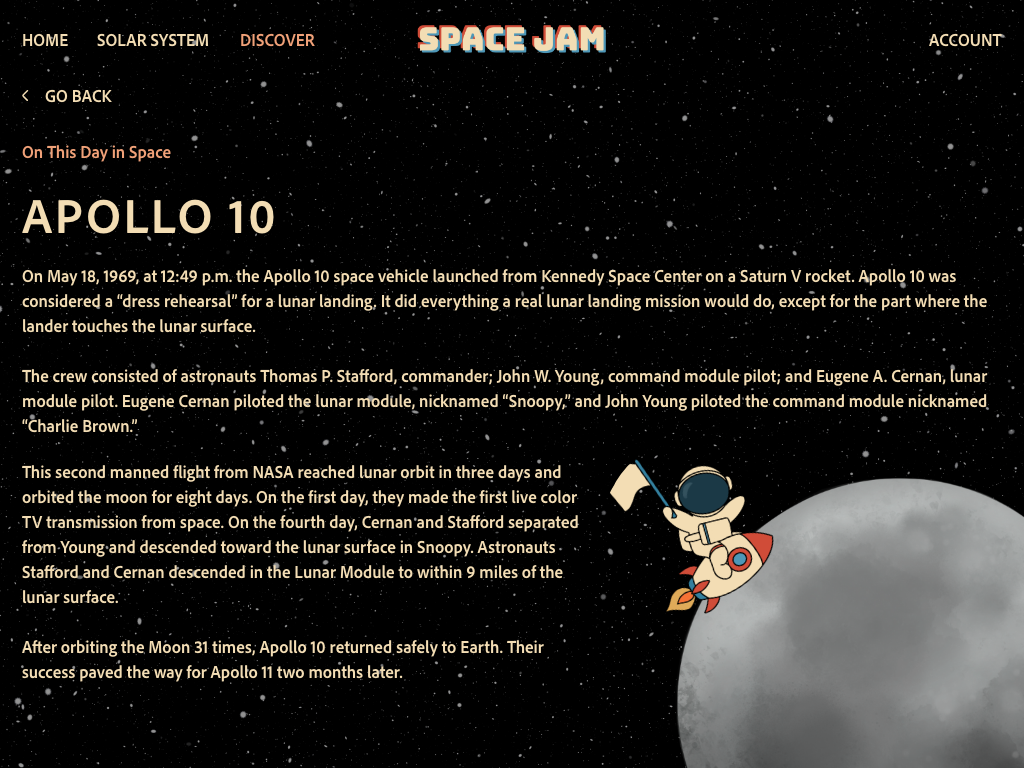 HOME SOLAR SYSTEM DISCOVER SPACE JAM ACCOUNT
GO BACK
On This Day in Space
APOLLO 10
On May 18, 1969, at 12:49 p.m. the Apollo 10 space vehicle launched from Kennedy Space Center on a Saturn V rocket. Apollo 10 was
considered a “dress rehearsal” for a lunar landing. It did everything a real lunar landing mission would do, except for the part where the
lander touches the lunar surface.
The crew consisted of astronauts Thomas P. Stafford, commander; John W. Young, command module pilot; and Eugene A. Cernan, lunar
module pilot. Eugene Cernan piloted the lunar module, nicknamed “Snoopy,” and John Young piloted the command module nicknamed
“Charlie Brown.”
This second manned flight from NASA reached lunar orbit in three days and
orbited the moon for eight days. On the first day, they made the first live color
TV transmission from space. On the fourth day, Cernan and Stafford separated
from Young and descended toward the lunar surface in Snoopy. Astronauts
Stafford and Cernan descended in the Lunar Module to within 9 miles of the
lunar surface.
After orbiting the Moon 31 times, Apollo 10 returned safely to Earth. Their
success paved the way for Apollo 11 two months later.